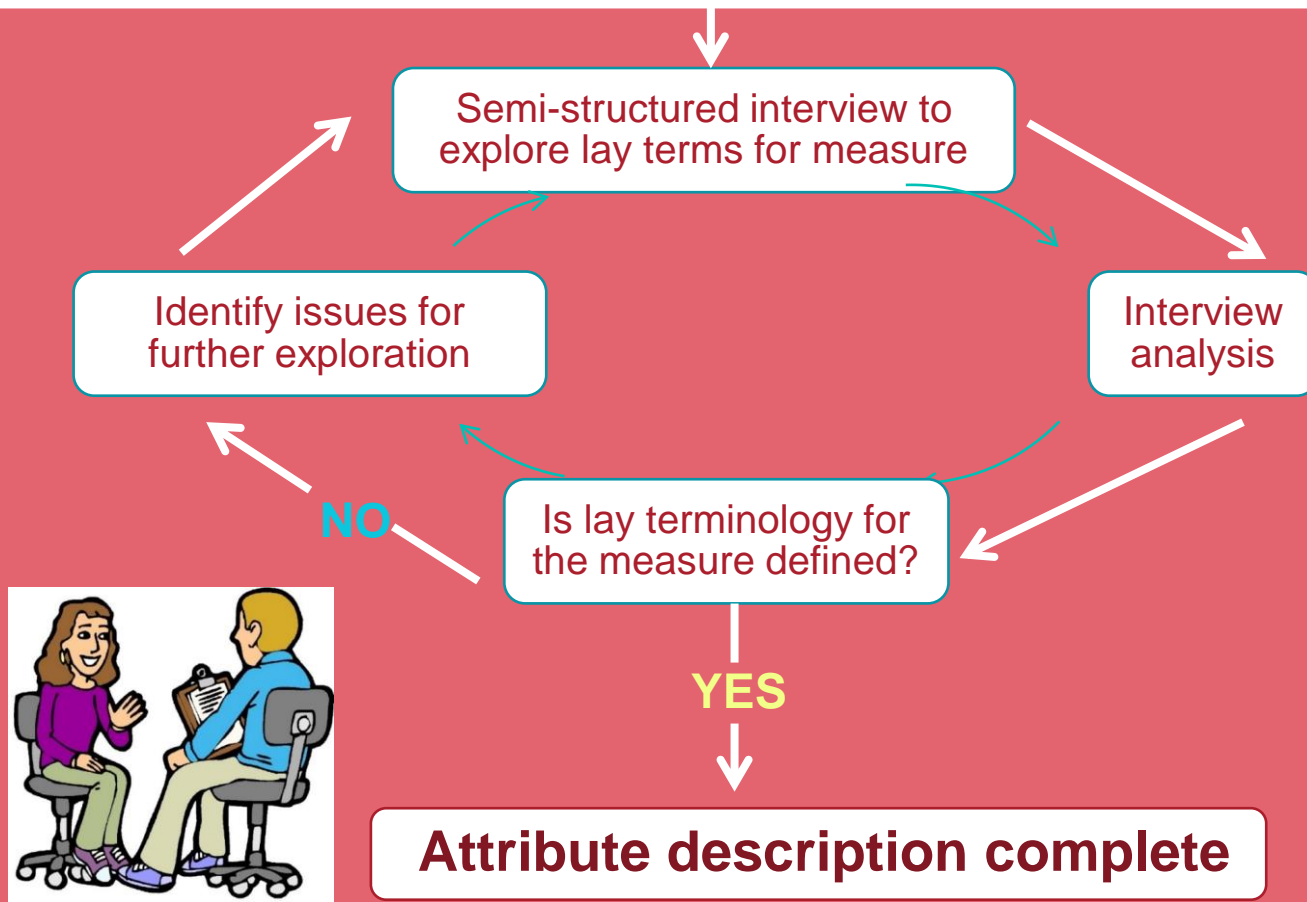 Semi-structured interview to
explore lay terms for measure
Identify issues for
further exploration
Interview
analysis
NO
Is lay terminology for
the measure defined?
YES
Attribute description complete